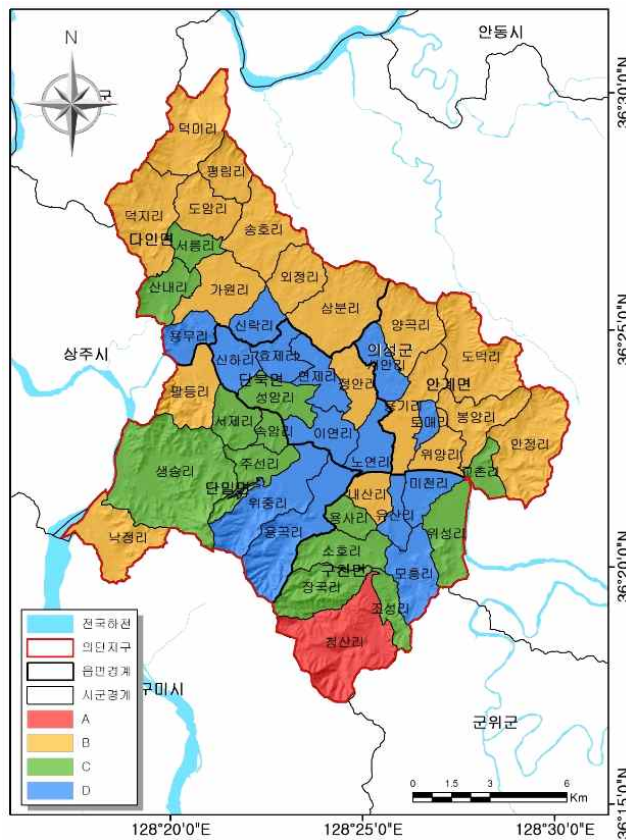 안동시
N
군
36°30'0"N
덕미리
평림리
덕지리
도암리
다인면
송호리
서릉리
외정리
산내리
가원리
삼분리
36°25'0"N
신락리
양곡리
용무리
의성군
상주시
신하리
효제리
도덕리
연제리
정안리
단북면
안계면
팔등리
성암리
용기리
봉양리
서제리
토매리
안정리
속암리
이연리
위양리
생송리
주선리
노연리
교촌리
단밀면
미천리
위중리
내산리
낙정리
용사리
유산리
위성리
용곡리
소호리
36°20'0"N
구천면
모흥리
장국리
조성리
청산리
전국하천
의단지구
읍면경계
시군경계
구미시
A
B
군위군
C
D
0 1.5 3 6
Km
36°15'0"N
128°20'0"E 128°25'0"E 128°30'0"E